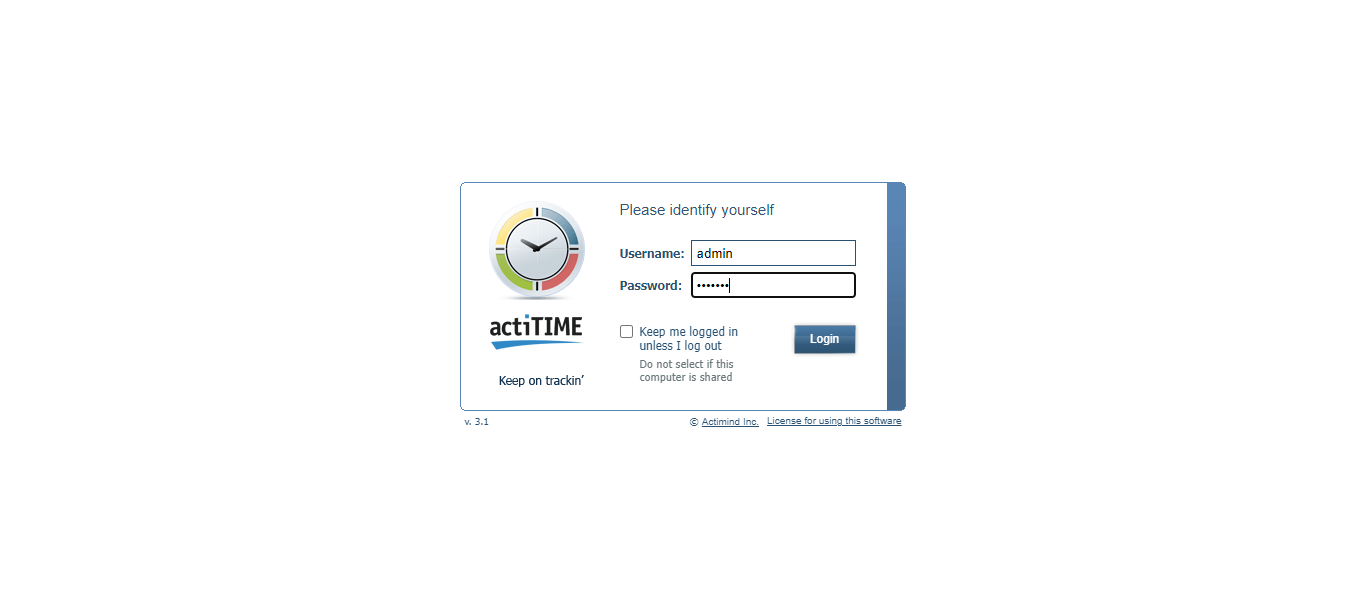 Please identify yourself
Username: admin
Password: •••••••
actiTIME
Keep me logged in
unless I log out
Login
Do not select if this
computer is shared
Keep on trackin’
v. 3.1
© Actimind Inc. License for using this software